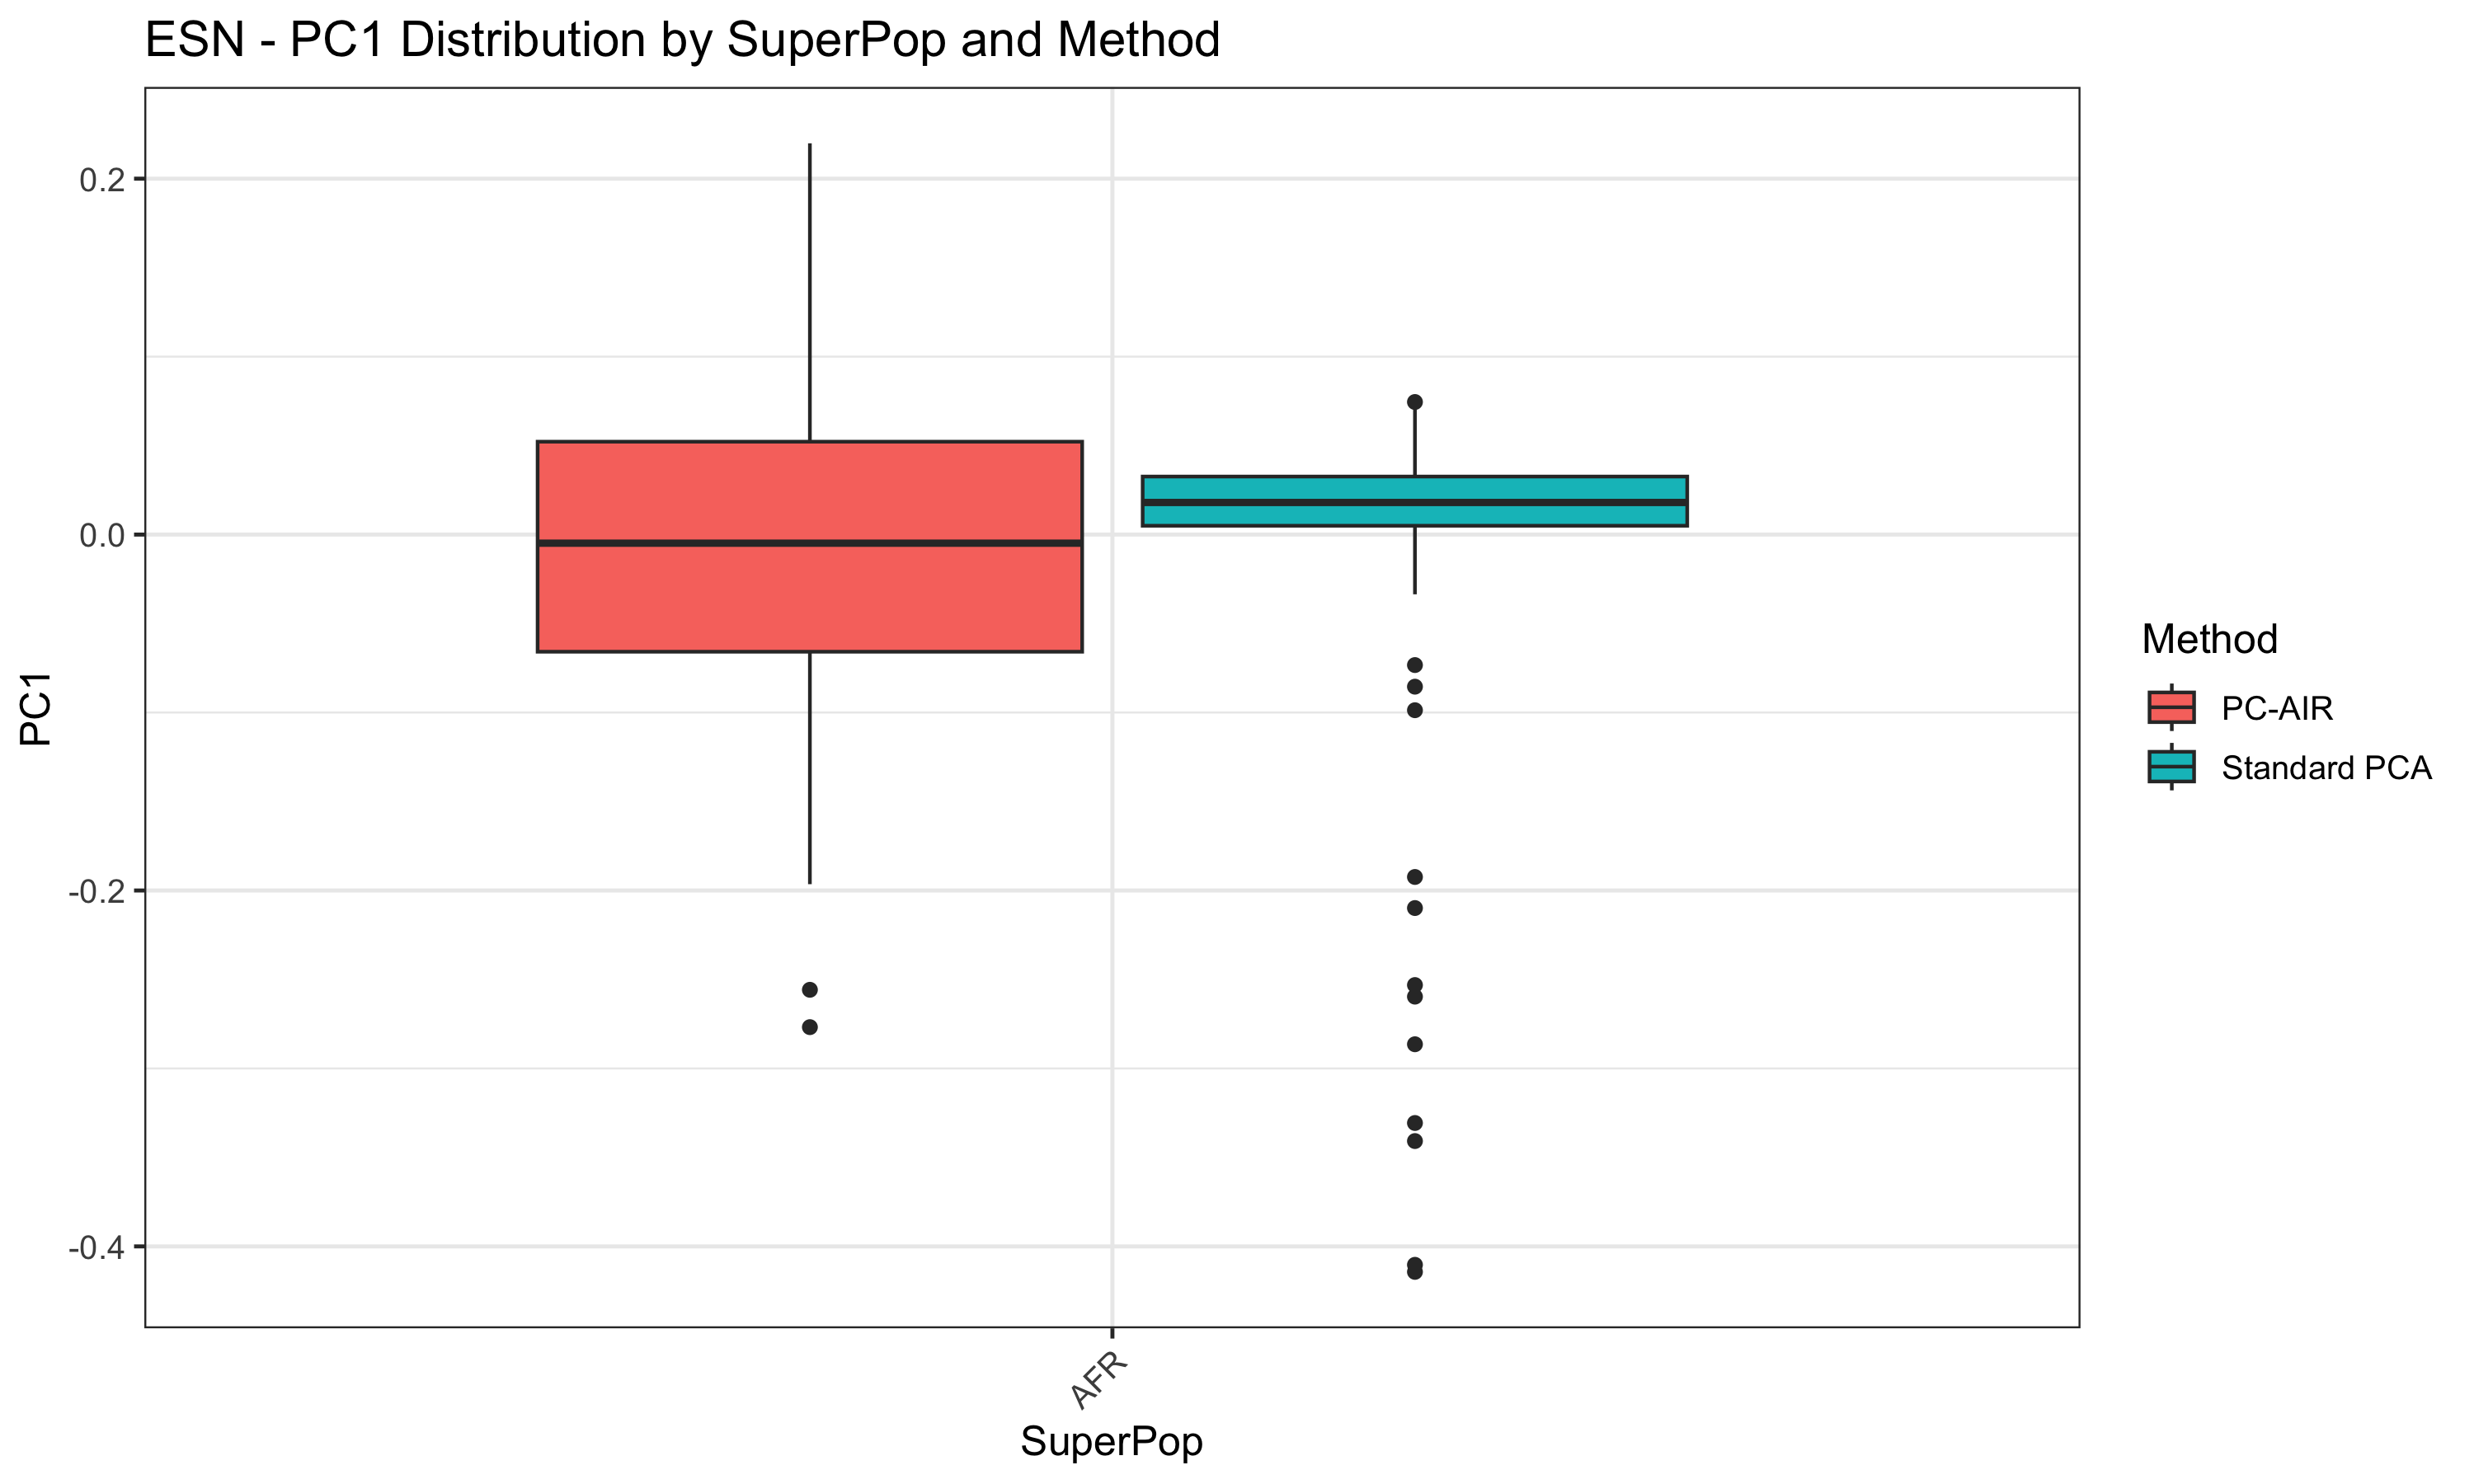 ESN - PC1 Distribution by SuperPop and Method
0.2
0.0
-0.2
-0.4
PC1
AFR
SuperPop
Method
PC-AIR
Standard PCA